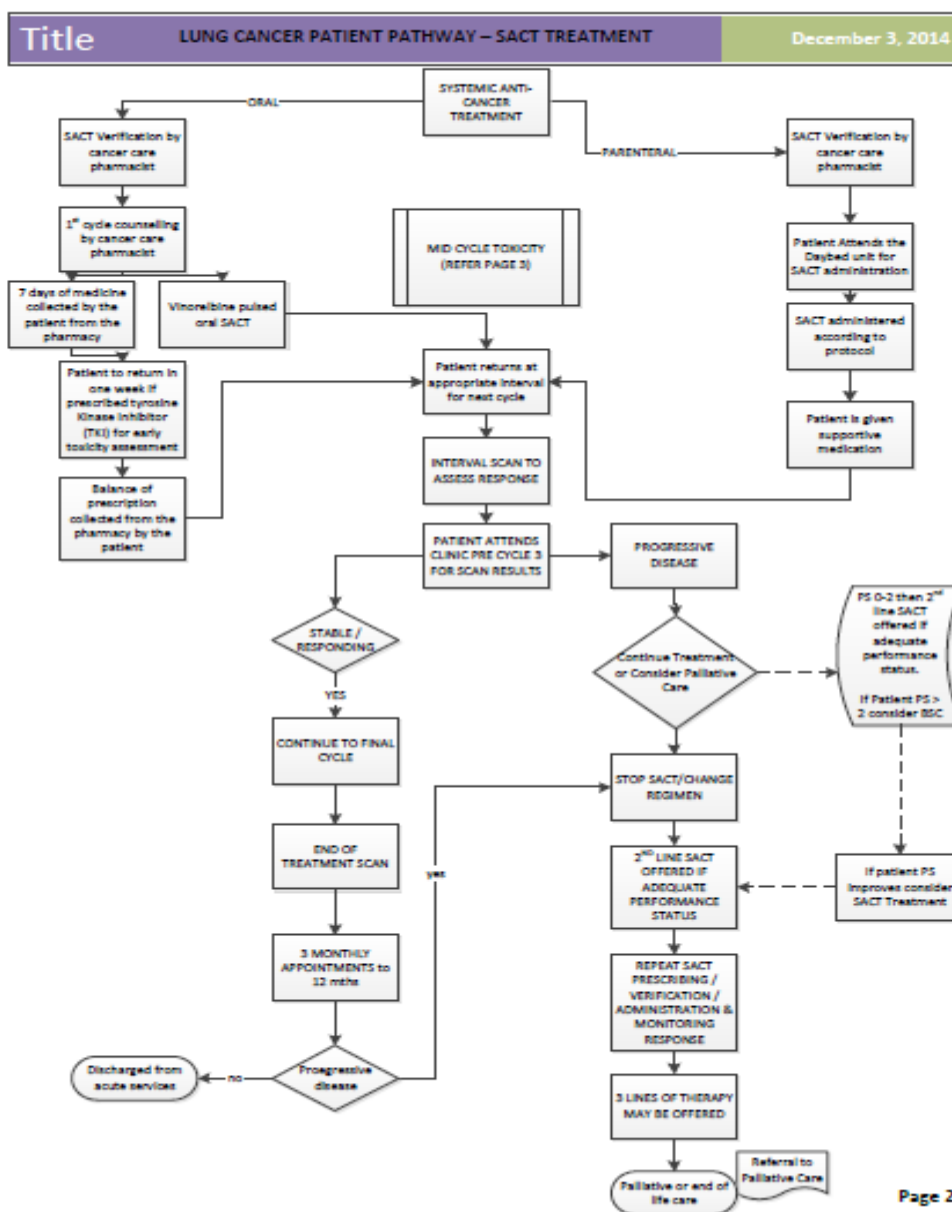 Title
LUNG CANCER PATIENT PATHWAY – SACT TREATMENT
December 3, 2014
SYSTEMIC ANTI-
CANCER
TREATMENT
ORAL
PARENTERAL
SACT Verification by
cancer care
pharmacist
SACT Verification by
cancer care
pharmacist
1st cycle counselling
by cancer care
pharmacist
MID CYCLE TOXICITY
(REFER PAGE 3)
Patient Attends the
Daybed unit for
SACT administration
7 days of medicine
collected by the
patient from the
pharmacy
Vinorelbine pulsed
oral SACT
SACT administered
according to
protocol
Patient to return in
one week if
prescribed tyrosine
Kinase Inhibitor
(TKI) for early
toxicity assessment
Patient returns at
appropriate interval
for next cycle
Patient is given
supportive
medication
INTERVAL SCAN TO
ASSESS RESPONSE
Balance of
prescription
collected from the
pharmacy by the
patient
PATIENT ATTENDS
CLINIC PRE CYCLE 3
FOR SCAN RESULTS
PROGRESSIVE
DISEASE
STABLE /
RESPONDING
Continue Treatment
or Consider Palliative
Care
PS 0-2 then 2nd
line SACT
offered if
adequate
performance
status.
If Patient PS >
2 consider BSC
YES
CONTINUE TO FINAL
CYCLE
STOP SACT/CHANGE
REGIMEN
END OF
TREATMENT SCAN
yes
2ND LINE SACT
OFFERED IF
ADEQUATE
PERFORMANCE
STATUS
If patient PS
improves consider
SACT Treatment
3 MONTHLY
APPOINTMENTS to
12 mths
REPEAT SACT
PRESCRIBING /
VERIFICATION /
ADMINISTRATION &
MONITORING
RESPONSE
Discharged from
acute services
no
Proegressive
disease
3 LINES OF THERAPY
MAY BE OFFERED
Palliative or end of
life care
Referral to
Palliative Care
Page 2